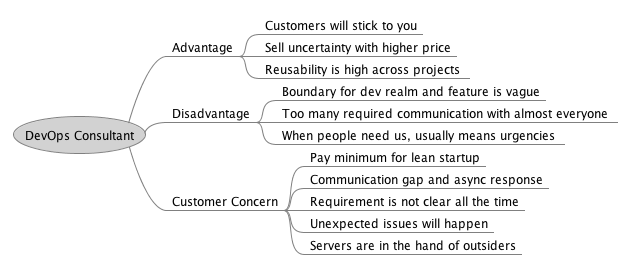 DevOps Consultant
Advantage
Customers will stick to you
Sell uncertainty with higher price
Reusability is high across projects
Disadvantage
Boundary for dev realm and feature is vague
Too many required communication with almost everyone
When people need us, usually means urgencies
Customer Concern
Pay minimum for lean startup
Communication gap and async response
Requirement is not clear all the time
Unexpected issues will happen
Servers are in the hand of outsiders